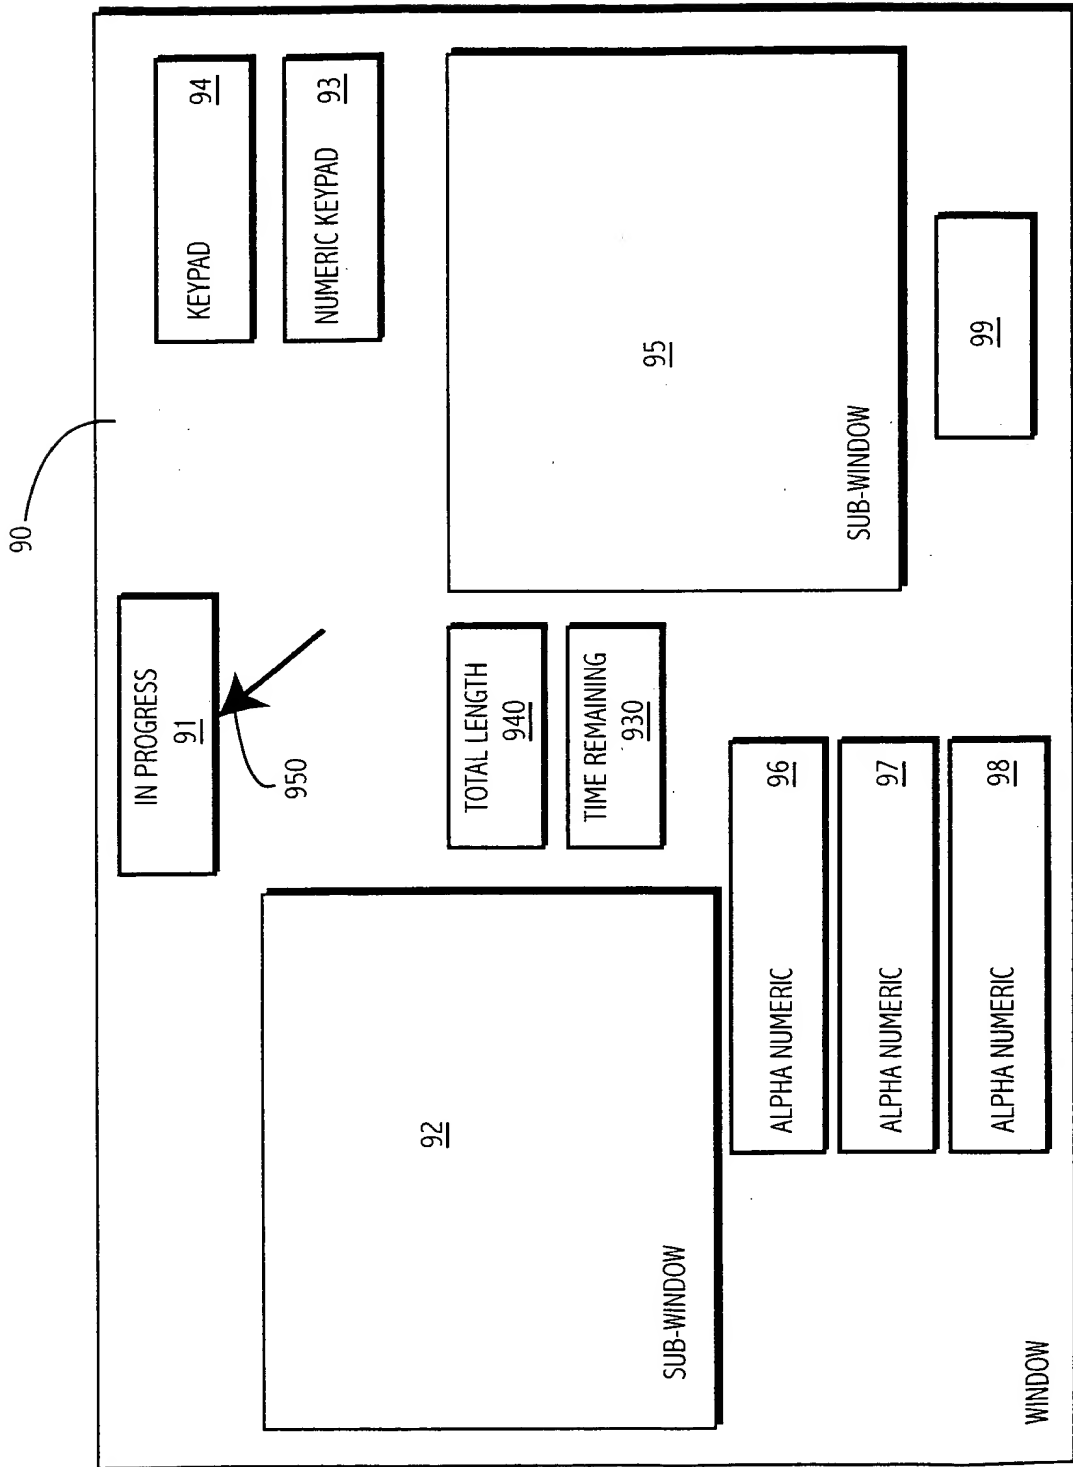 90
IN PROGRESS
91
950
KEYPAD 94
NUMERIC KEYPAD 93
92
SUB-WINDOW
TOTAL LENGTH
940
TIME REMAINING
930
95
SUB-WINDOW
ALPHA NUMERIC 96
ALPHA NUMERIC 97
ALPHA NUMERIC 98
99
WINDOW